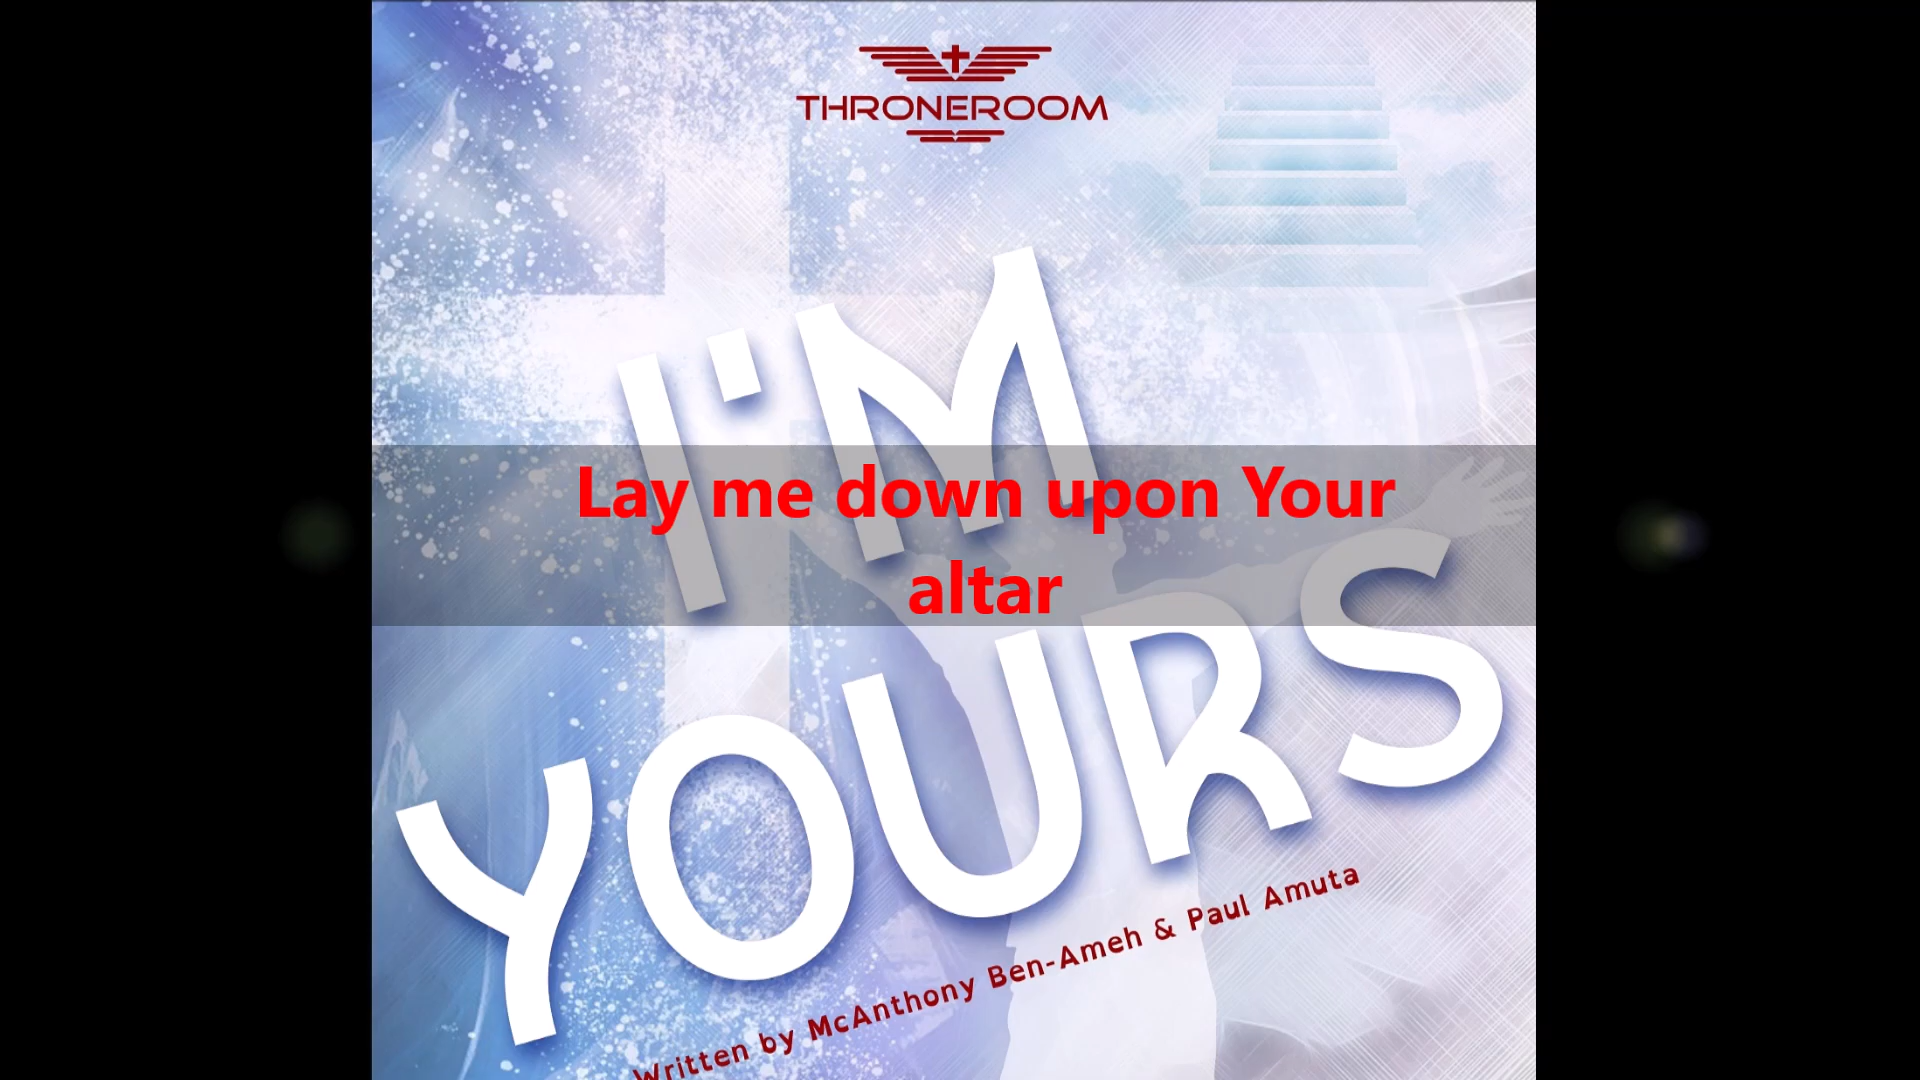 THRONEROOM
I'M
Lay me down upon Your
altar
YOURS
Written by McAnthony Ben-Ameh & Paul Amuta